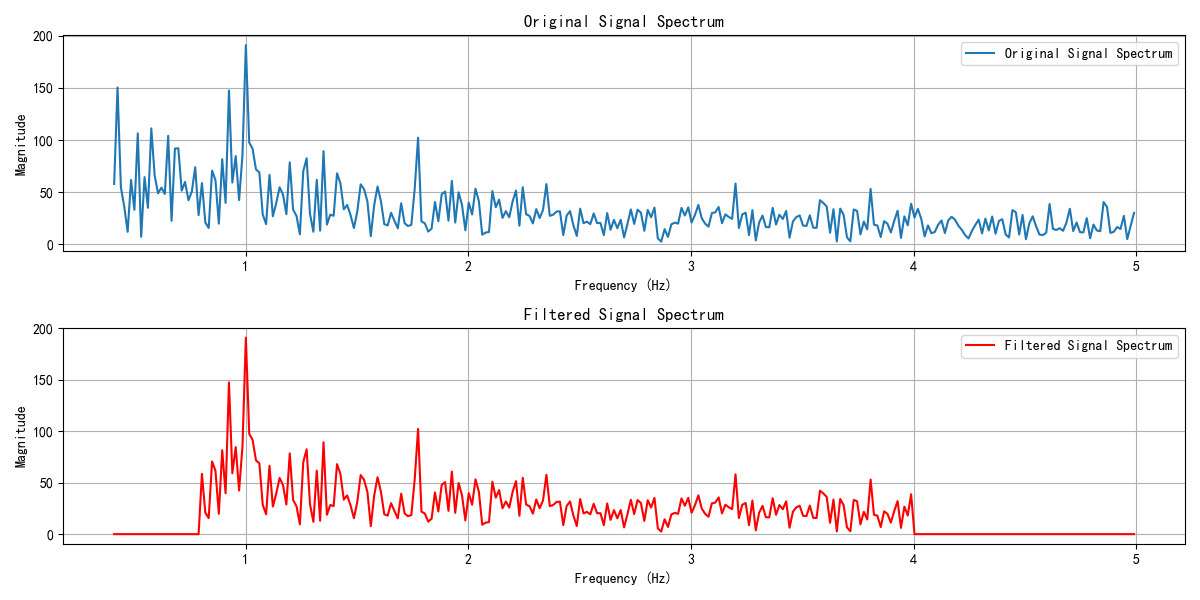 Original Signal Spectrum
200
150
100
50
0
Magnitude
Original Signal Spectrum
1
2
3
4
5
Frequency (Hz)
Filtered Signal Spectrum
200
150
100
50
0
Magnitude
Filtered Signal Spectrum
1
2
3
4
5
Frequency (Hz)